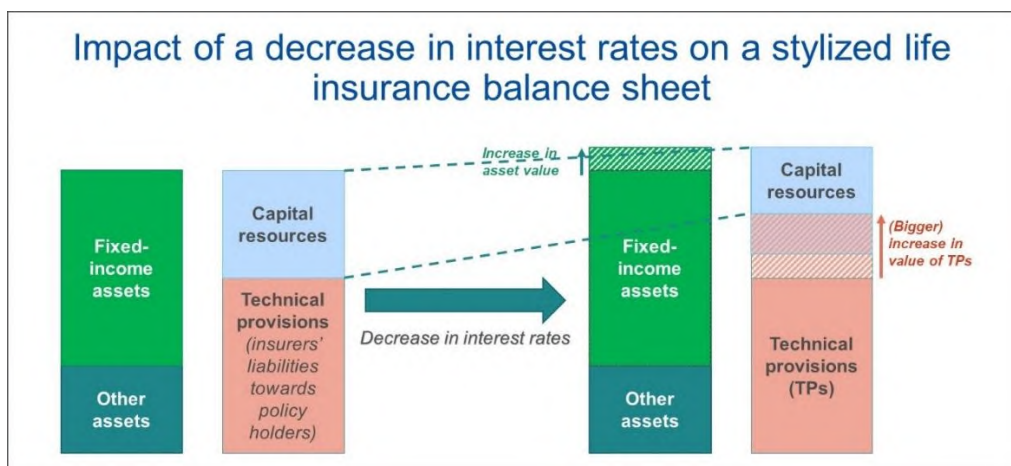 Impact of a decrease in interest rates on a stylized life
insurance balance sheet
Fixed-
income
assets
Other
assets
Capital
resources
Technical
provisions
(insurers'
liabilities
towards
policy
holders)
Decrease in interest rates
Increase in
asset value
Fixed-
income
assets
Other
assets
Capital
resources
(Bigger)
increase in
value of TPs
Technical
provisions
(TPs)